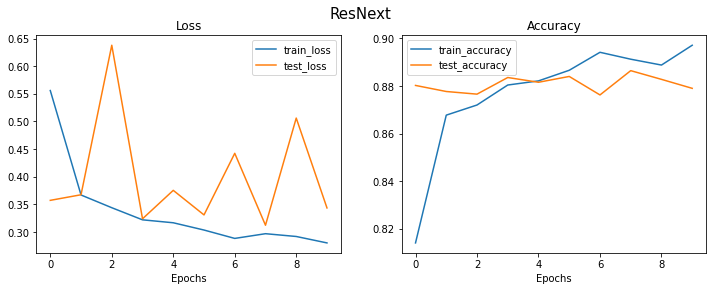 ResNext
Loss
0.65
0.60
0.55
0.50
0.45
0.40
0.35
0.30
train_loss
test_loss
0 2 4 6 8
Epochs
Accuracy
0.90
0.88
0.86
0.84
0.82
train_accuracy
test_accuracy
0 2 4 6 8
Epochs